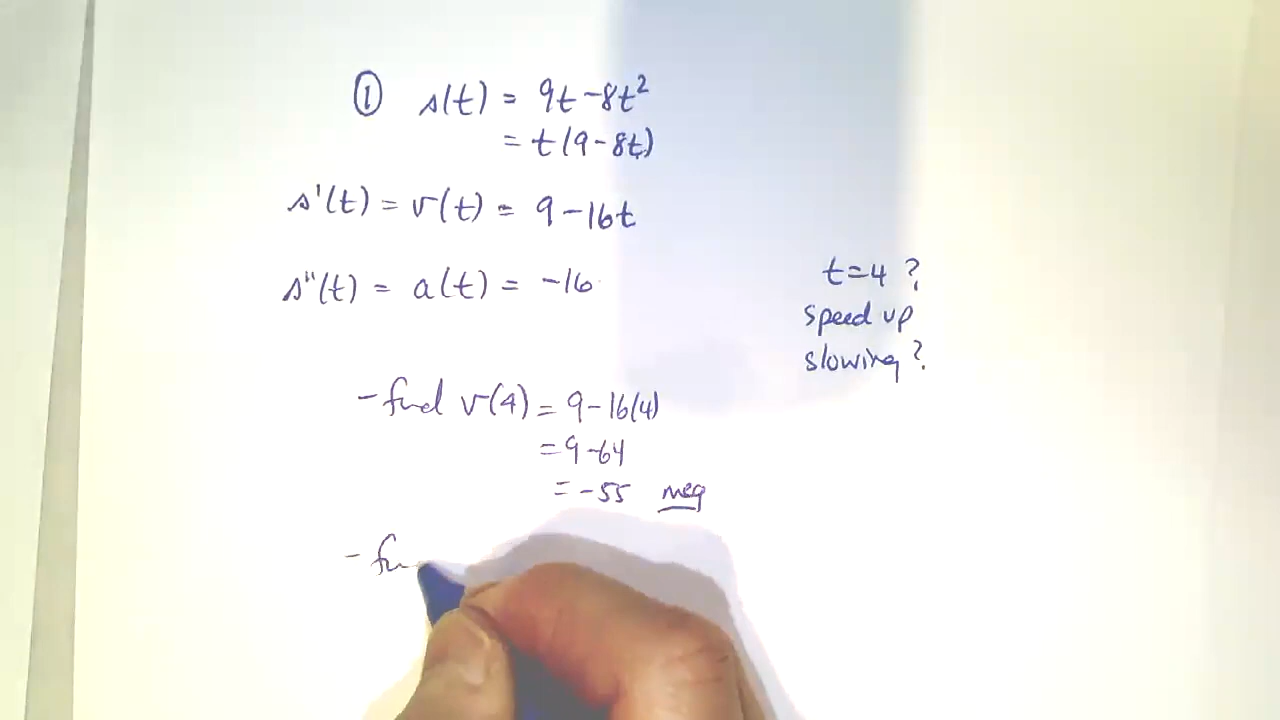 ① s(t) = 9t - 8t²
= t(9 - 8t)
s'(t) = v(t) = 9 - 16t
s"(t) = a(t) = -16
t=4 ?
speed up
slowing ?
- find v(4) = 9 - 16(4)
= 9 - 64
= -55 neg
-